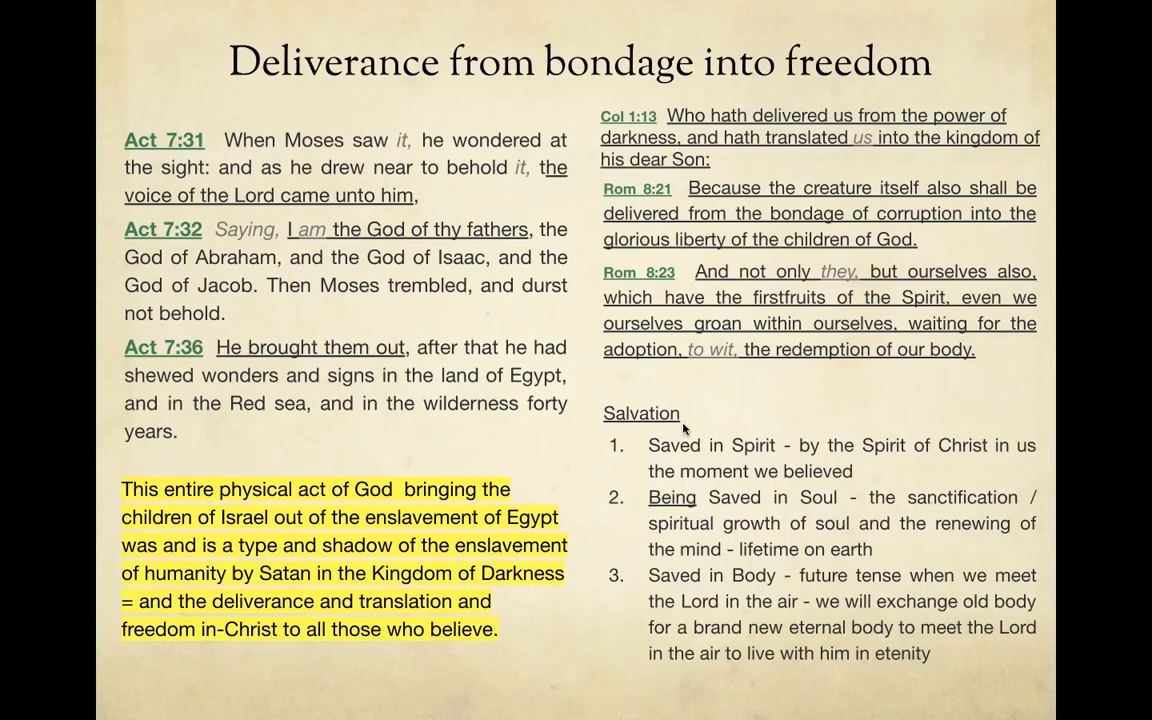 Deliverance from bondage into freedom
Act 7:31 When Moses saw it, he wondered at
the sight: and as he drew near to behold it, the
voice of the Lord came unto him,
Act 7:32 Saying, I am the God of thy fathers, the
God of Abraham, and the God of Isaac, and the
God of Jacob. Then Moses trembled, and durst
not behold.
Act 7:36 He brought them out, after that he had
shewed wonders and signs in the land of Egypt,
and in the Red sea, and in the wilderness forty
years.
This entire physical act of God bringing the
children of Israel out of the enslavement of Egypt
was and is a type and shadow of the enslavement
of humanity by Satan in the Kingdom of Darkness
= and the deliverance and translation and
freedom in-Christ to all those who believe.
Col 1:13 Who hath delivered us from the power of
darkness, and hath translated us into the kingdom of
his dear Son:
Rom 8:21 Because the creature itself also shall be
delivered from the bondage of corruption into the
glorious liberty of the children of God.
Rom 8:23 And not only they, but ourselves also,
which have the firstfruits of the Spirit, even we
ourselves groan within ourselves, waiting for the
adoption, to wit, the redemption of our body.
Salvation
1. Saved in Spirit - by the Spirit of Christ in us
the moment we believed
2. Being Saved in Soul - the sanctification /
spiritual growth of soul and the renewing of
the mind - lifetime on earth
3. Saved in Body - future tense when we meet
the Lord in the air - we will exchange old body
for a brand new eternal body to meet the Lord
in the air to live with him in etenity